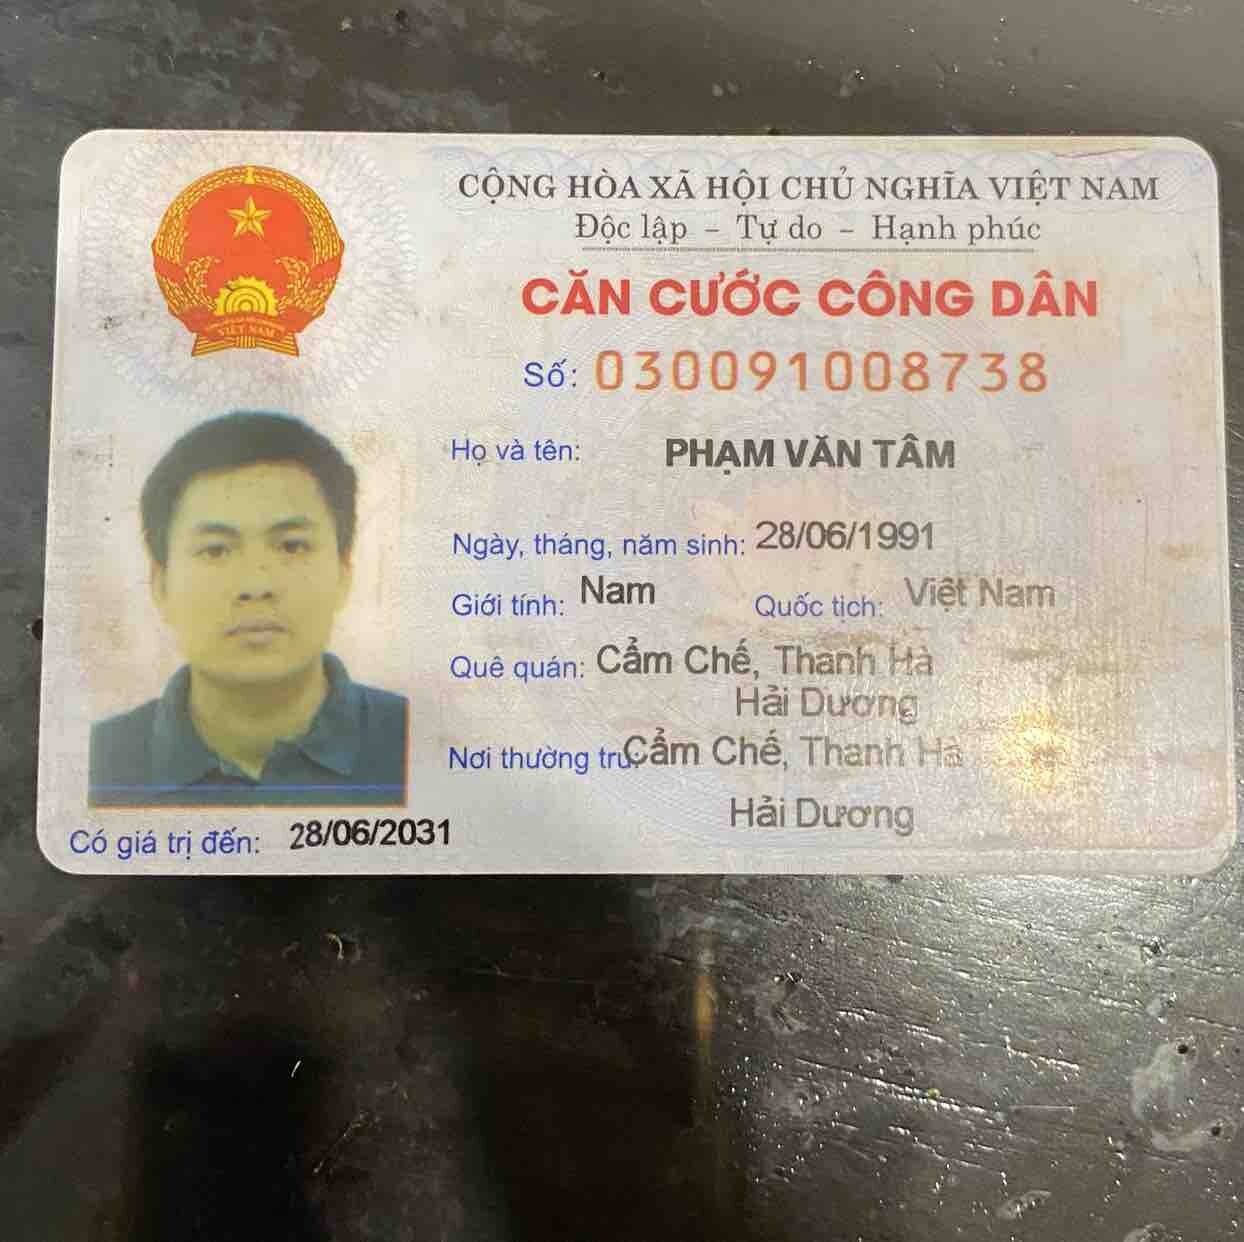 CỘNG HÒA XÃ HỘI CHỦ NGHĨA VIỆT NAM
Độc lập – Tự do – Hạnh phúc
CĂN CƯỚC CÔNG DÂN
Số: 030091008738
VIỆT NAM
Họ và tên: PHẠM VĂN TÂM
Ngày, tháng, năm sinh: 28/06/1991
Giới tính: Nam Quốc tịch: Việt Nam
Quê quán: Cẩm Chế, Thanh Hà
Hải Dương
Nơi thường trú: Cẩm Chế, Thanh Hà
Hải Dương
Có giá trị đến: 28/06/2031